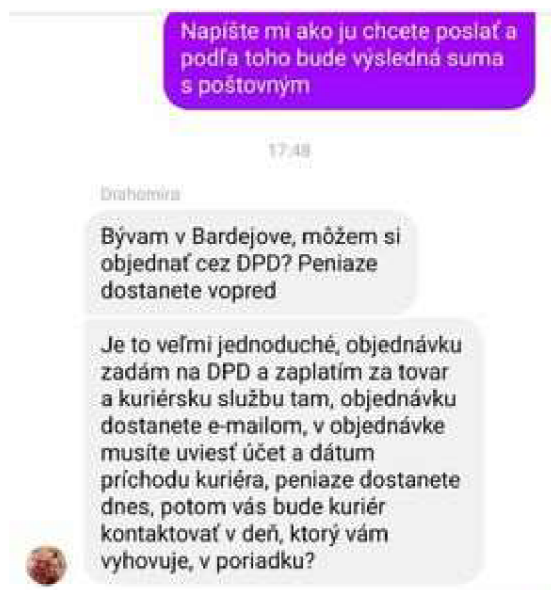 Napíšte mi ako ju chcete poslať a
podľa toho bude výsledná suma
s poštovným
17:48
Drahomíra
Bývam v Bardejove, môžem si
objednať cez DPD? Peniaze
dostanete vopred
Je to veľmi jednoduché, objednávku
zadám na DPD a zaplatím za tovar
a kuriérsku službu tam, objednávku
dostanete e-mailom, v objednávke
musíte uviesť účet a dátum
príchodu kuriéra, peniaze dostanete
dnes, potom vás bude kuriér
kontaktovať v deň, ktorý vám
vyhovuje, v poriadku?